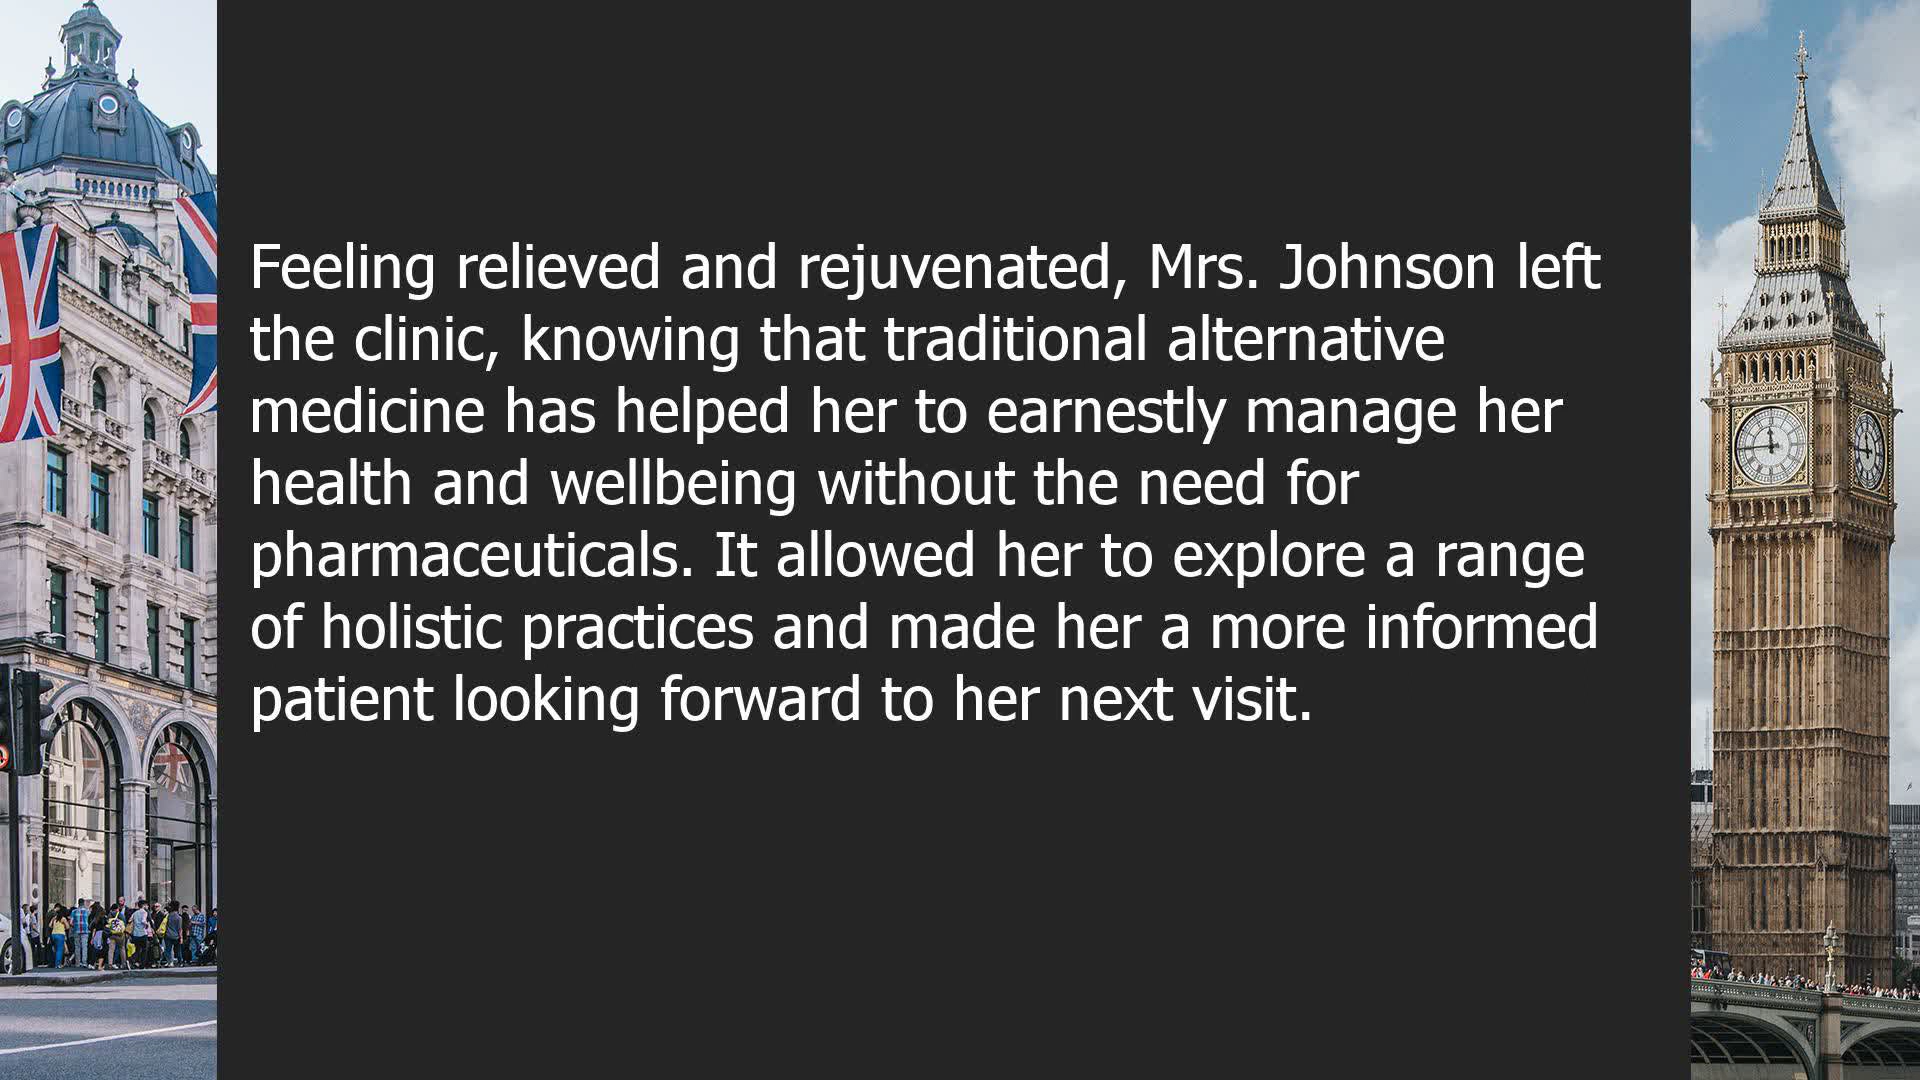 Feeling relieved and rejuvenated, Mrs. Johnson left
the clinic, knowing that traditional alternative
medicine has helped her to earnestly manage her
health and wellbeing without the need for
pharmaceuticals. It allowed her to explore a range
of holistic practices and made her a more informed
patient looking forward to her next visit.